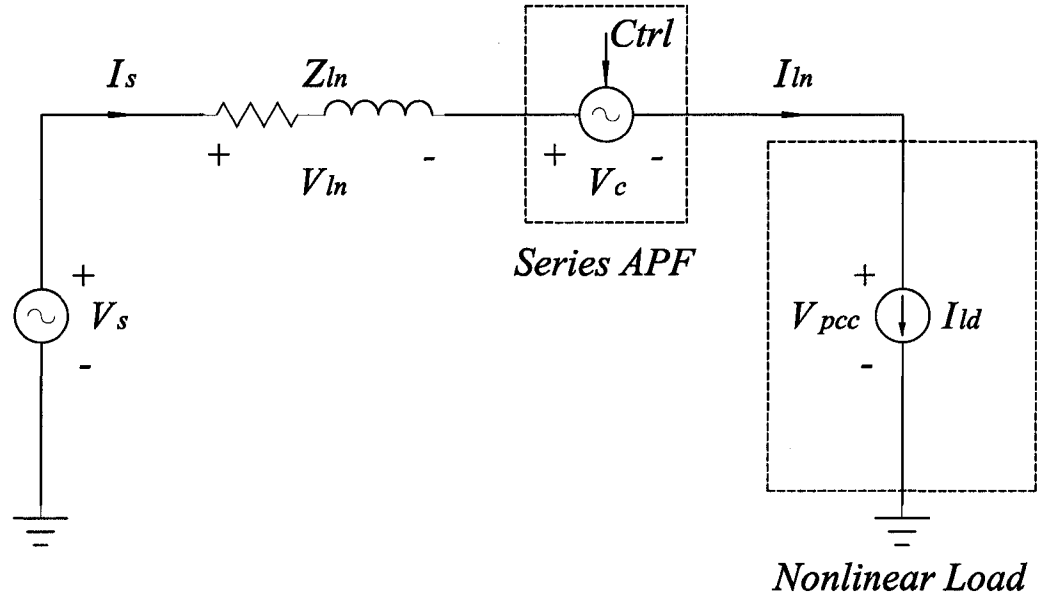 Ctrl
Is
Zln
Iln
+ - + -
Vln
Vc
Series APF
+ +
Vs
Vpcc
Ild
- -
Nonlinear Load